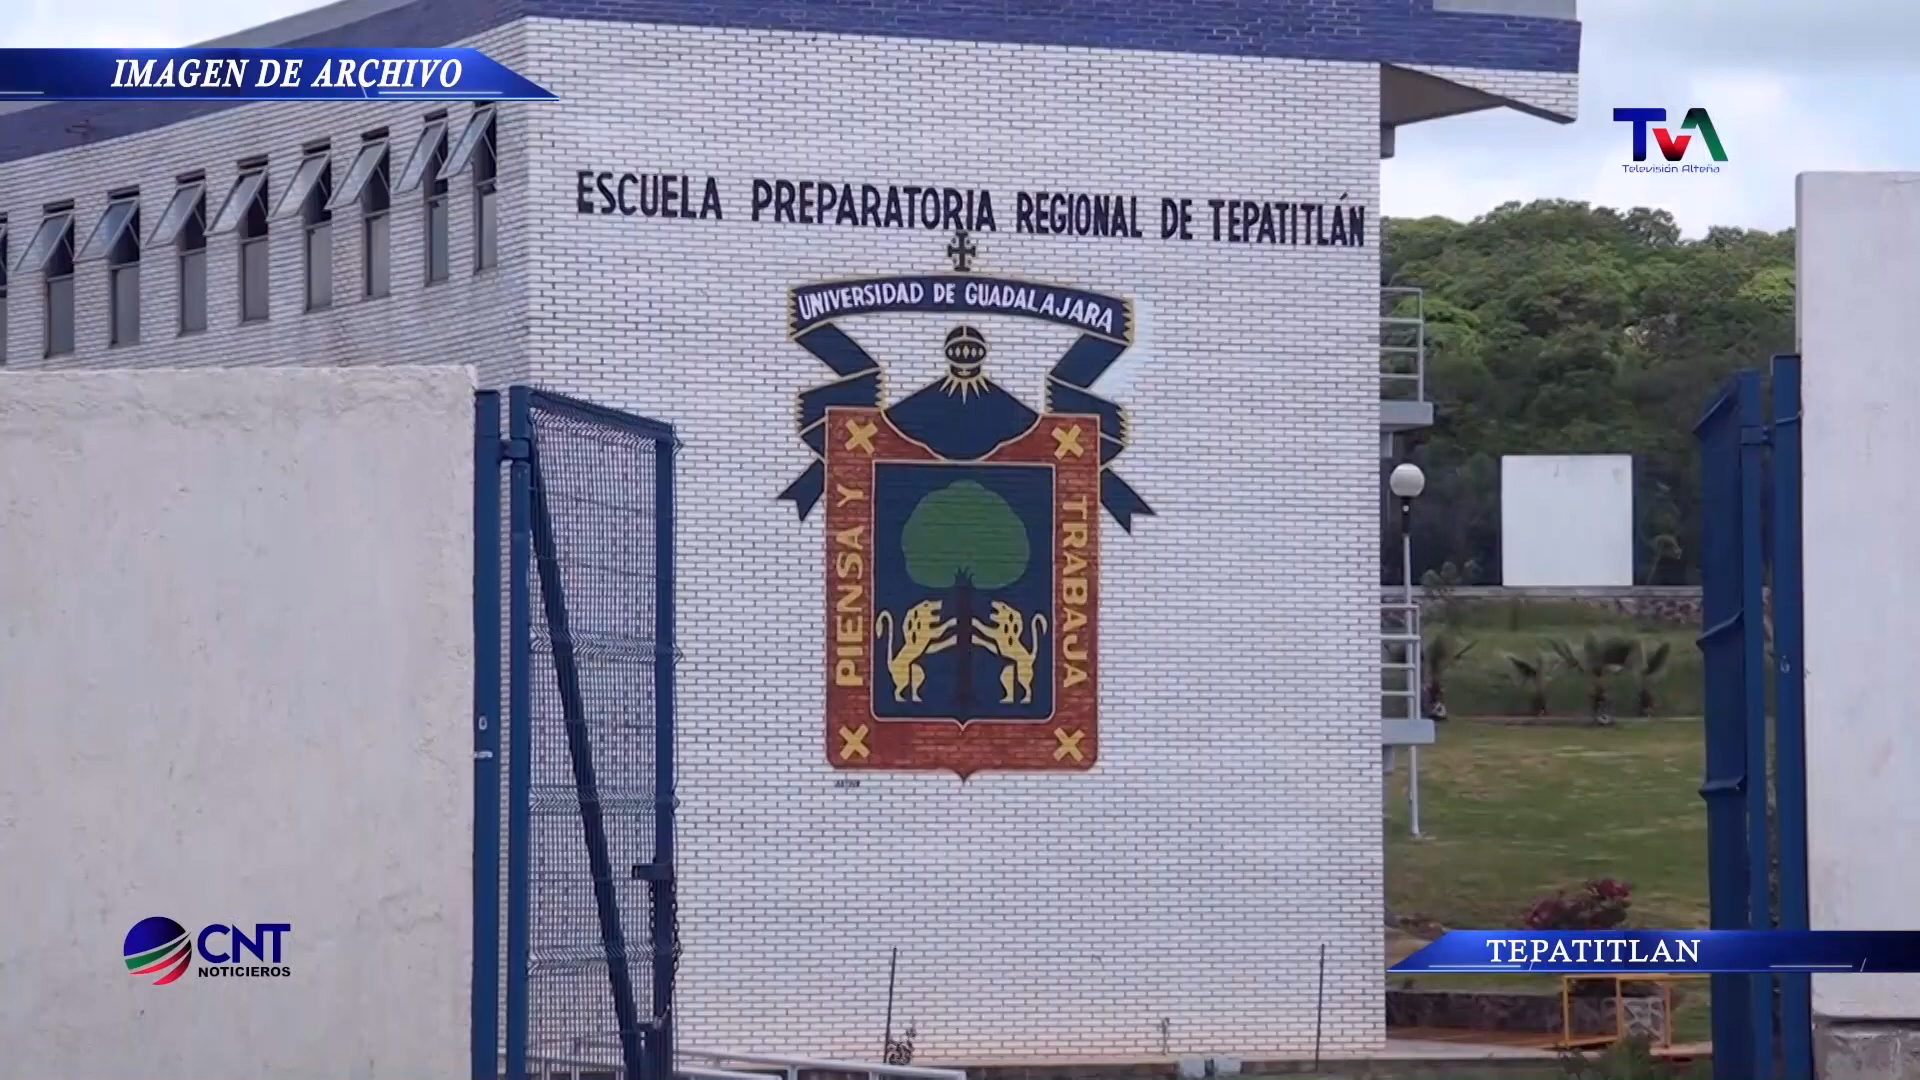 IMAGEN DE ARCHIVO
TVA
Televisión Alteña
ESCUELA PREPARATORIA REGIONAL DE TEPATITLÁN
UNIVERSIDAD DE GUADALAJARA
PIENSA Y
TRABAJA
CNT
NOTICIEROS
TEPATITLAN